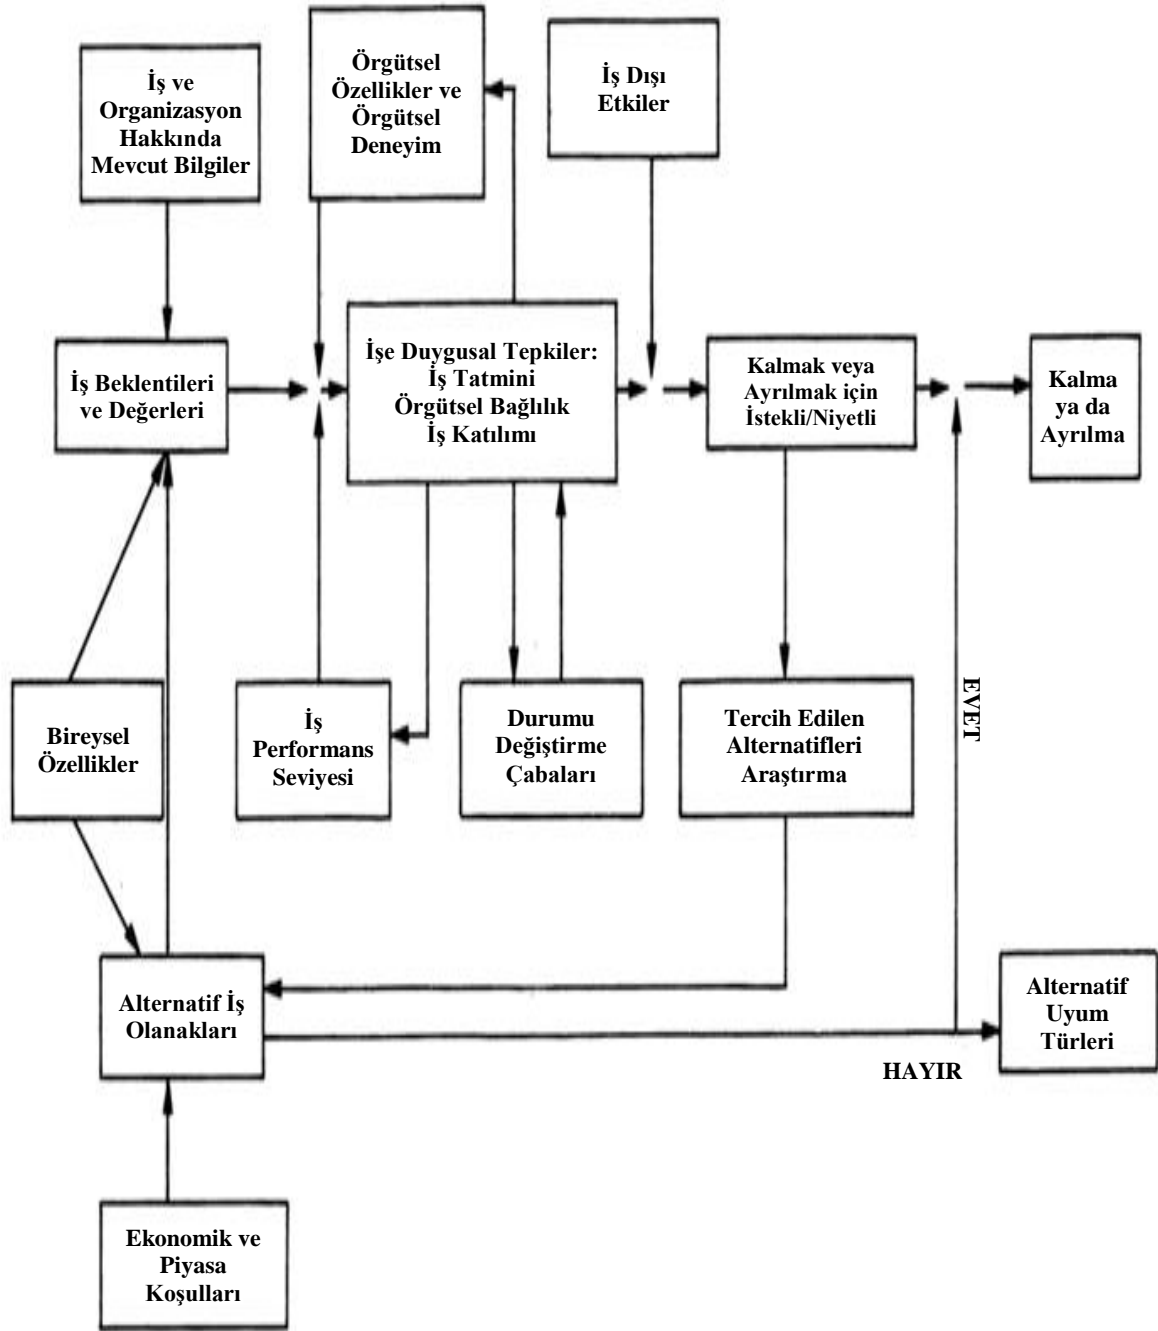 İş ve
Organizasyon
Hakkında
Mevcut Bilgiler
Örgütsel
Özellikler ve
Örgütsel
Deneyim
İş Dışı
Etkiler
İş Beklentileri
ve Değerleri
İşe Duygusal Tepkiler:
İş Tatmini
Örgütsel Bağlılık
İş Katılımı
Kalmak veya
Ayrılmak için
İstekli/Niyetli
Kalma
ya da
Ayrılma
Bireysel
Özellikler
İş
Performans
Seviyesi
Durumu
Değiştirme
Çabaları
Tercih Edilen
Alternatifleri
Araştırma
EVET
Alternatif İş
Olanakları
HAYIR
Alternatif
Uyum
Türleri
Ekonomik ve
Piyasa
Koşulları